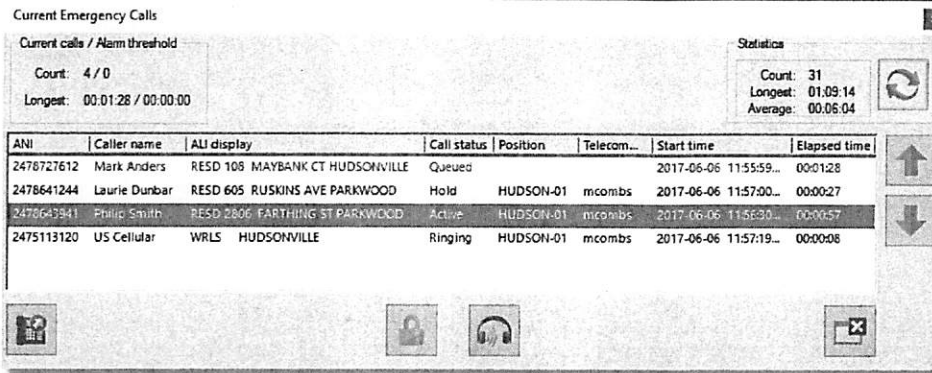 Current Emergency Calls
Current calls / Alarm threshold
Count: 4 / 0
Longest: 00:01:28 / 00:00:00
Statistics
Count: 31
Longest: 01:09:14
Average: 00:06:04
ANI Caller name ALI display Call status Position Telecom... Start time Elapsed time
2478727612 Mark Anders RESD 108 MAYBANK CT HUDSONVILLE Queued 2017-06-06 11:55:59... 00:01:28
2478641244 Laurie Dunbar RESD 605 RUSKINS AVE PARKWOOD Hold HUDSON-01 mcombs 2017-06-06 11:57:00... 00:00:27
2478643941 Philip Smith RESD 2806 FARTHING ST PARKWOOD Active HUDSON-01 mcombs 2017-06-06 11:56:30... 00:00:57
2475113120 US Cellular WRLS HUDSONVILLE Ringing HUDSON-01 mcombs 2017-06-06 11:57:19... 00:00:08